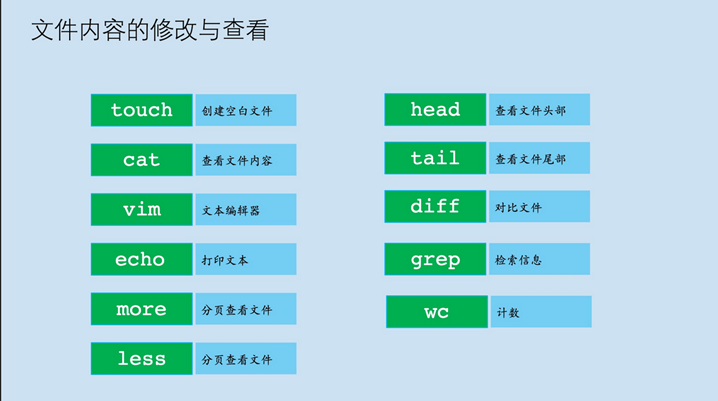 文件内容的修改与查看
touch 创建空白文件
cat 查看文件内容
vim 文本编辑器
echo 打印文本
more 分页查看文件
less 分页查看文件
head 查看文件头部
tail 查看文件尾部
diff 对比文件
grep 检索信息
wc 计数